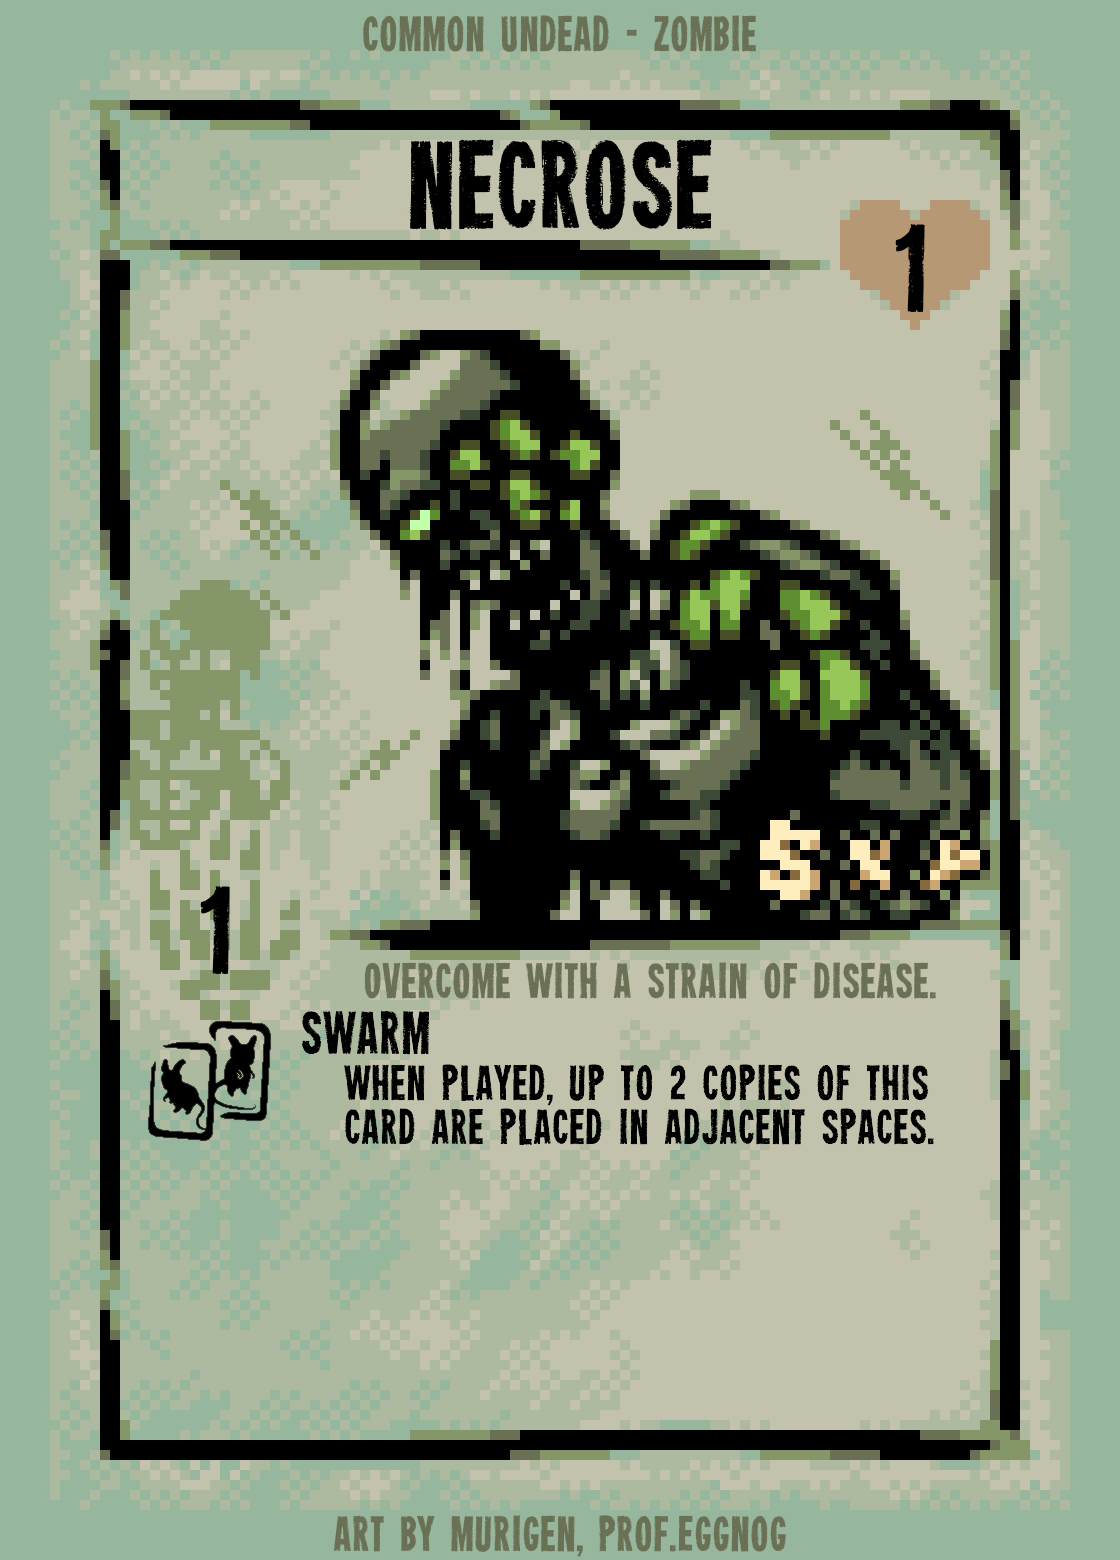 COMMON UNDEAD - ZOMBIE
NECROSE
1
1
OVERCOME WITH A STRAIN OF DISEASE.
SWARM
WHEN PLAYED, UP TO 2 COPIES OF THIS
CARD ARE PLACED IN ADJACENT SPACES.
ART BY MURIGEN, PROF.EGGNOG